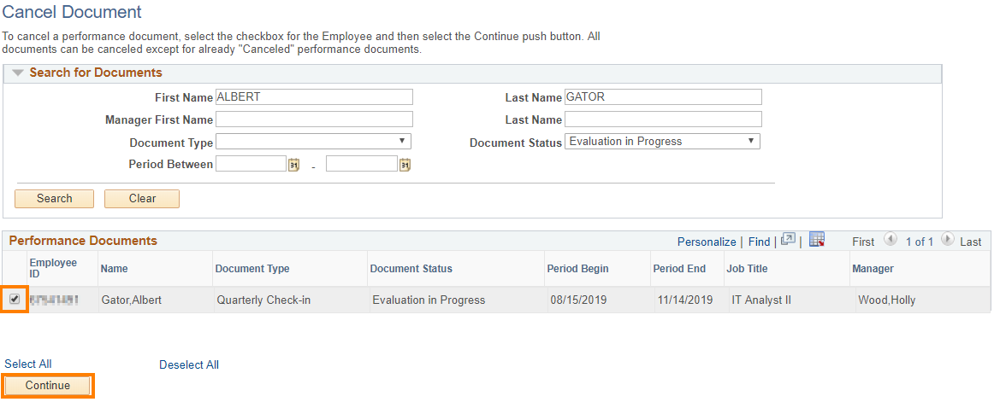 Cancel Document
To cancel a performance document, select the checkbox for the Employee and then select the Continue push button. All
documents can be canceled except for already "Canceled" performance documents.
Search for Documents
First Name ALBERT Last Name GATOR
Manager First Name Last Name
Document Type Document Status Evaluation in Progress
Period Between 31 - 31
Search Clear
Performance Documents Personalize | Find | | First 1 of 1 Last
Employee ID Name Document Type Document Status Period Begin Period End Job Title Manager
Gator,Albert Quarterly Check-in Evaluation in Progress 08/15/2019 11/14/2019 IT Analyst II Wood,Holly
Select All Deselect All
Continue